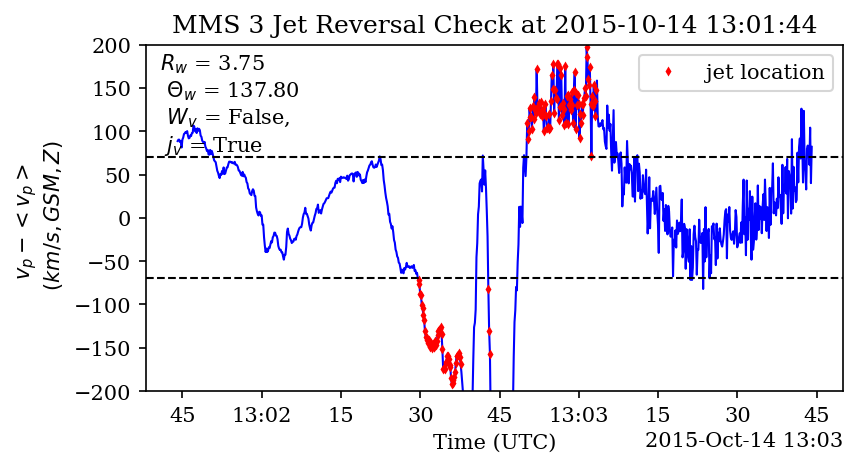 MMS 3 Jet Reversal Check at 2015-10-14 13:01:44
R_w = 3.75
Θ_w = 137.80
W_v = False,
j_v = True
jet location
200
150
100
50
0
−50
−100
−150
−200
v_p − < v_p >
(km/s, GSM, Z)
45 13:02 15 30 45 13:03 15 30 45
Time (UTC)
2015-Oct-14 13:03